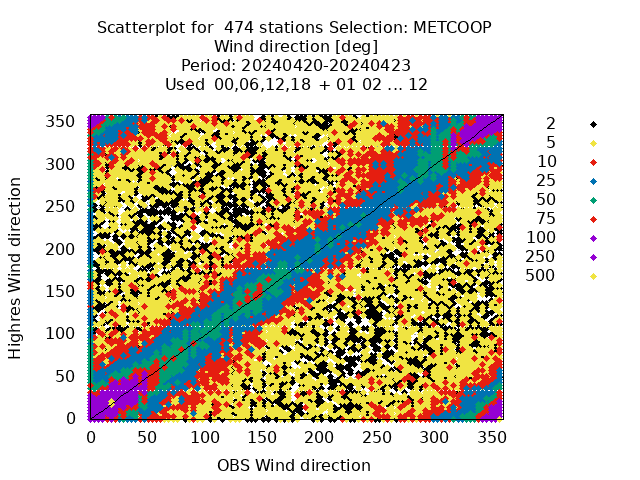 Scatterplot for  474 stations Selection: METCOOP
Wind direction [deg]
Period: 20240420-20240423
Used  00,06,12,18  + 01 02 ... 12
350
300
250
200
150
100
50
0
Highres Wind direction
0 50 100 150 200 250 300 350
OBS Wind direction
2
5
10
25
50
75
100
250
500